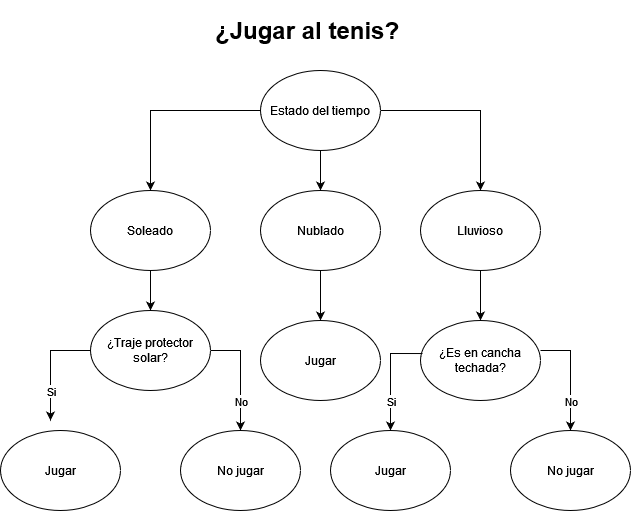 ¿Jugar al tenis?
Estado del tiempo
Soleado
Nublado
Lluvioso
¿Traje protector
solar?
Jugar
¿Es en cancha
techada?
Si
No
Si
No
Jugar
No jugar
Jugar
No jugar